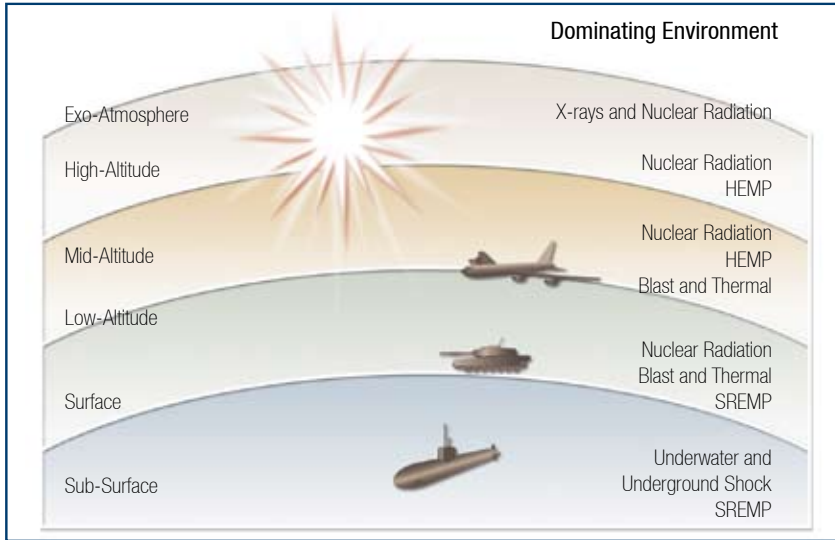 Dominating Environment
Exo-Atmosphere
X-rays and Nuclear Radiation
High-Altitude
Nuclear Radiation
HEMP
Mid-Altitude
Nuclear Radiation
HEMP
Blast and Thermal
Low-Altitude
Nuclear Radiation
Blast and Thermal
SREMP
Surface
Sub-Surface
Underwater and
Underground Shock
SREMP